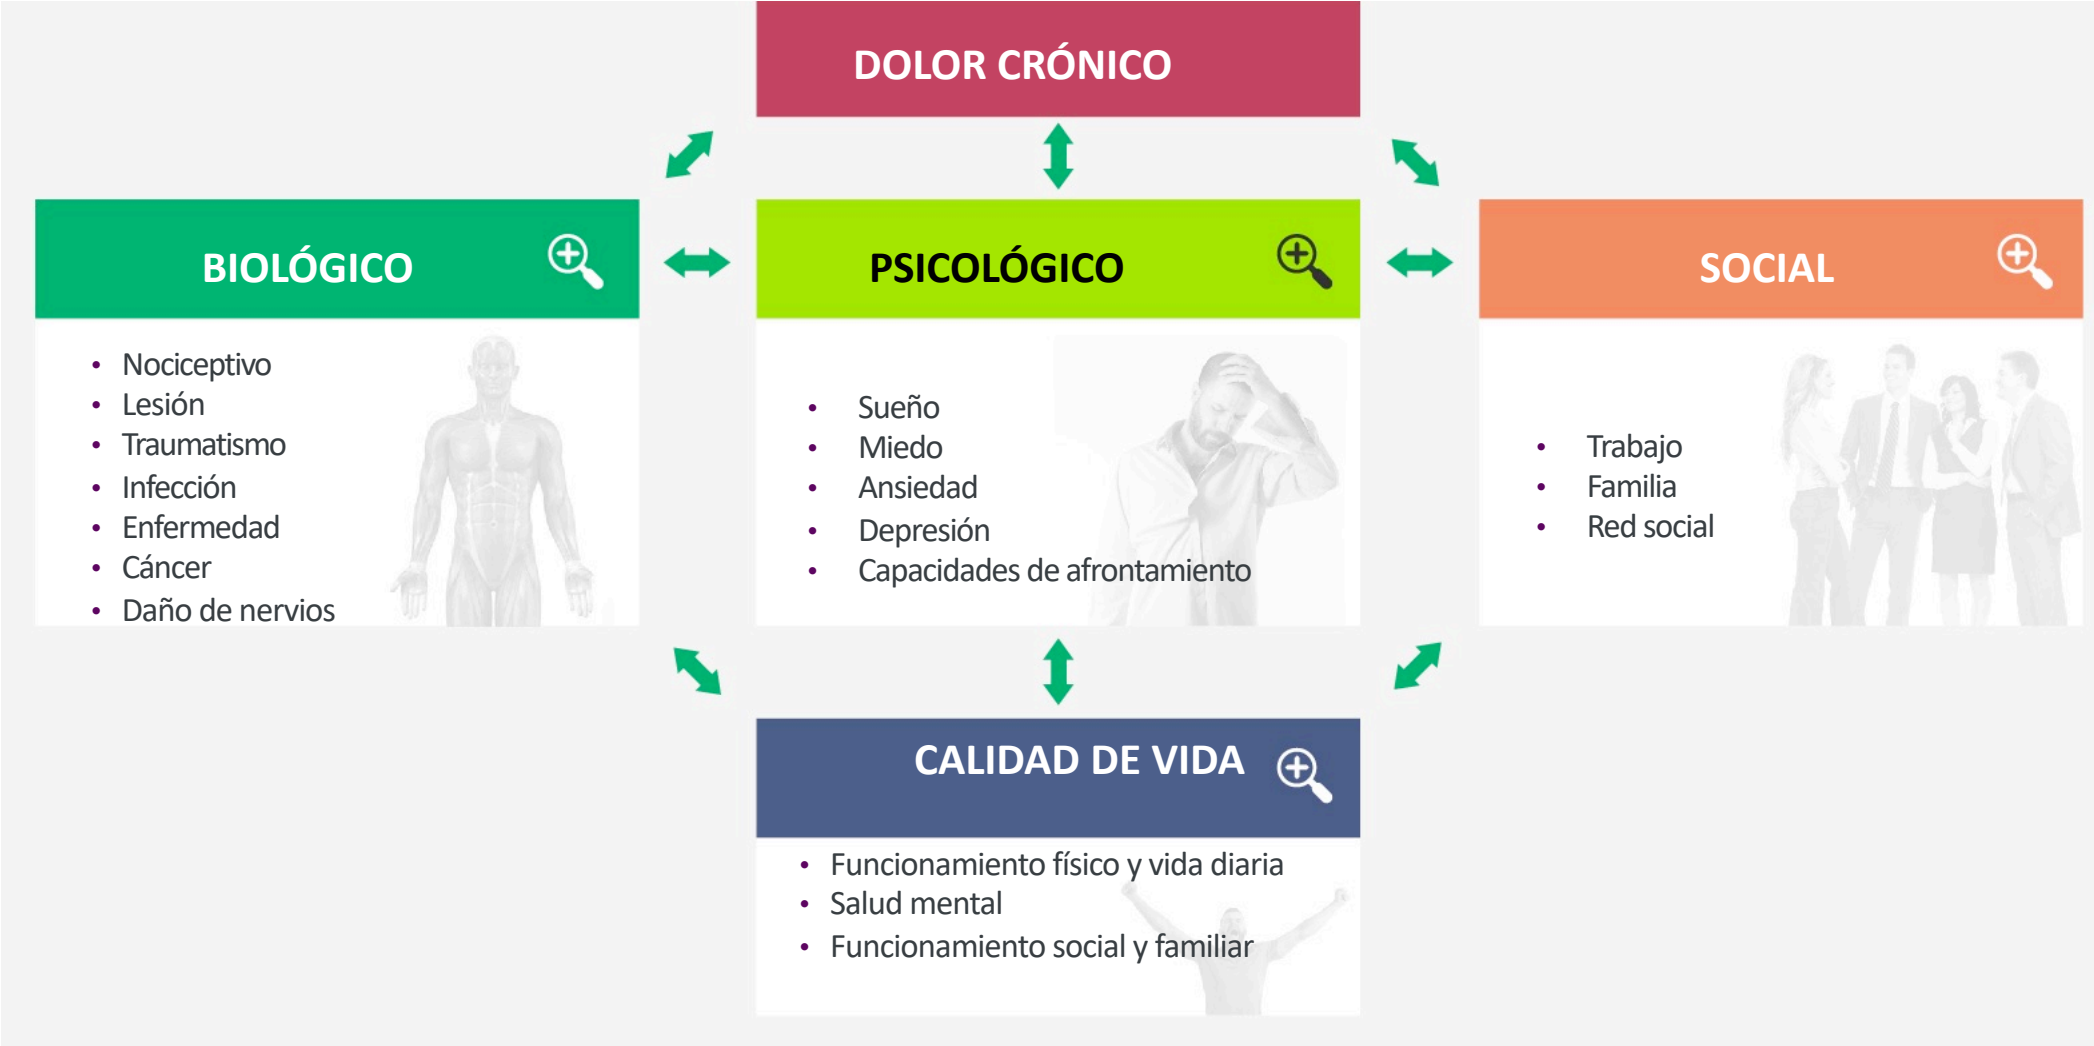 DOLOR CRÓNICO
BIOLÓGICO
• Nociceptivo
• Lesión
• Traumatismo
• Infección
• Enfermedad
• Cáncer
• Daño de nervios
PSICOLÓGICO
• Sueño
• Miedo
• Ansiedad
• Depresión
• Capacidades de afrontamiento
SOCIAL
• Trabajo
• Familia
• Red social
CALIDAD DE VIDA
• Funcionamiento físico y vida diaria
• Salud mental
• Funcionamiento social y familiar